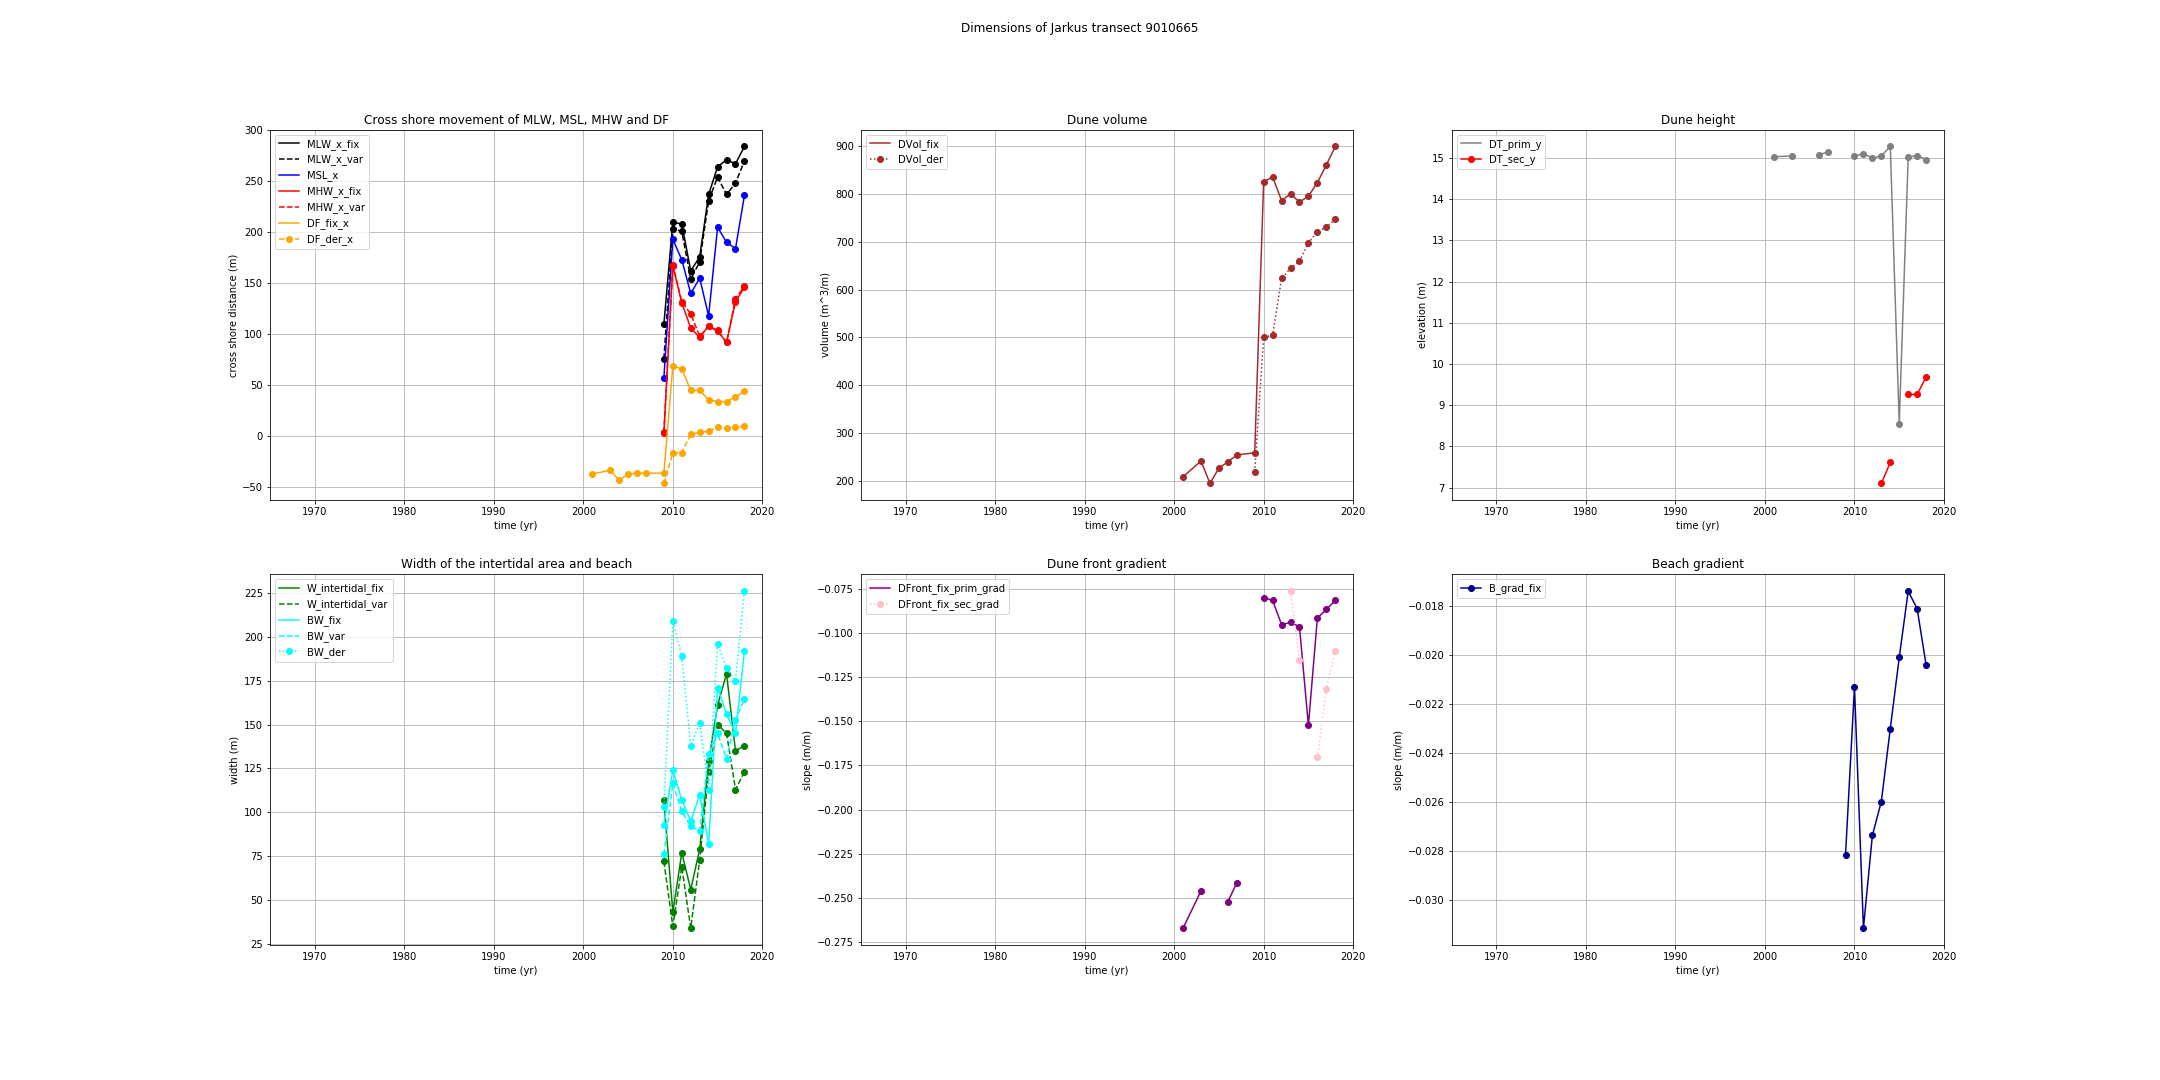 Dimensions of Jarkus transect 9010665
Cross shore movement of MLW, MSL, MHW and DF
300
250
200
150
100
50
0
−50
cross shore distance (m)
MLW_x_fix
MLW_x_var
MSL_x
MHW_x_fix
MHW_x_var
DF_fix_x
DF_der_x
1970 1980 1990 2000 2010 2020
time (yr)
Dune volume
900
800
700
600
500
400
300
200
volume (m^3/m)
DVol_fix
DVol_der
1970 1980 1990 2000 2010 2020
time (yr)
Dune height
15
14
13
12
11
10
9
8
7
elevation (m)
DT_prim_y
DT_sec_y
1970 1980 1990 2000 2010 2020
time (yr)
Width of the intertidal area and beach
225
200
175
150
125
100
75
50
25
width (m)
W_intertidal_fix
W_intertidal_var
BW_fix
BW_var
BW_der
1970 1980 1990 2000 2010 2020
time (yr)
Dune front gradient
−0.075
−0.100
−0.125
−0.150
−0.175
−0.200
−0.225
−0.250
−0.275
slope (m/m)
DFront_fix_prim_grad
DFront_fix_sec_grad
1970 1980 1990 2000 2010 2020
time (yr)
Beach gradient
−0.018
−0.020
−0.022
−0.024
−0.026
−0.028
−0.030
slope (m/m)
B_grad_fix
1970 1980 1990 2000 2010 2020
time (yr)